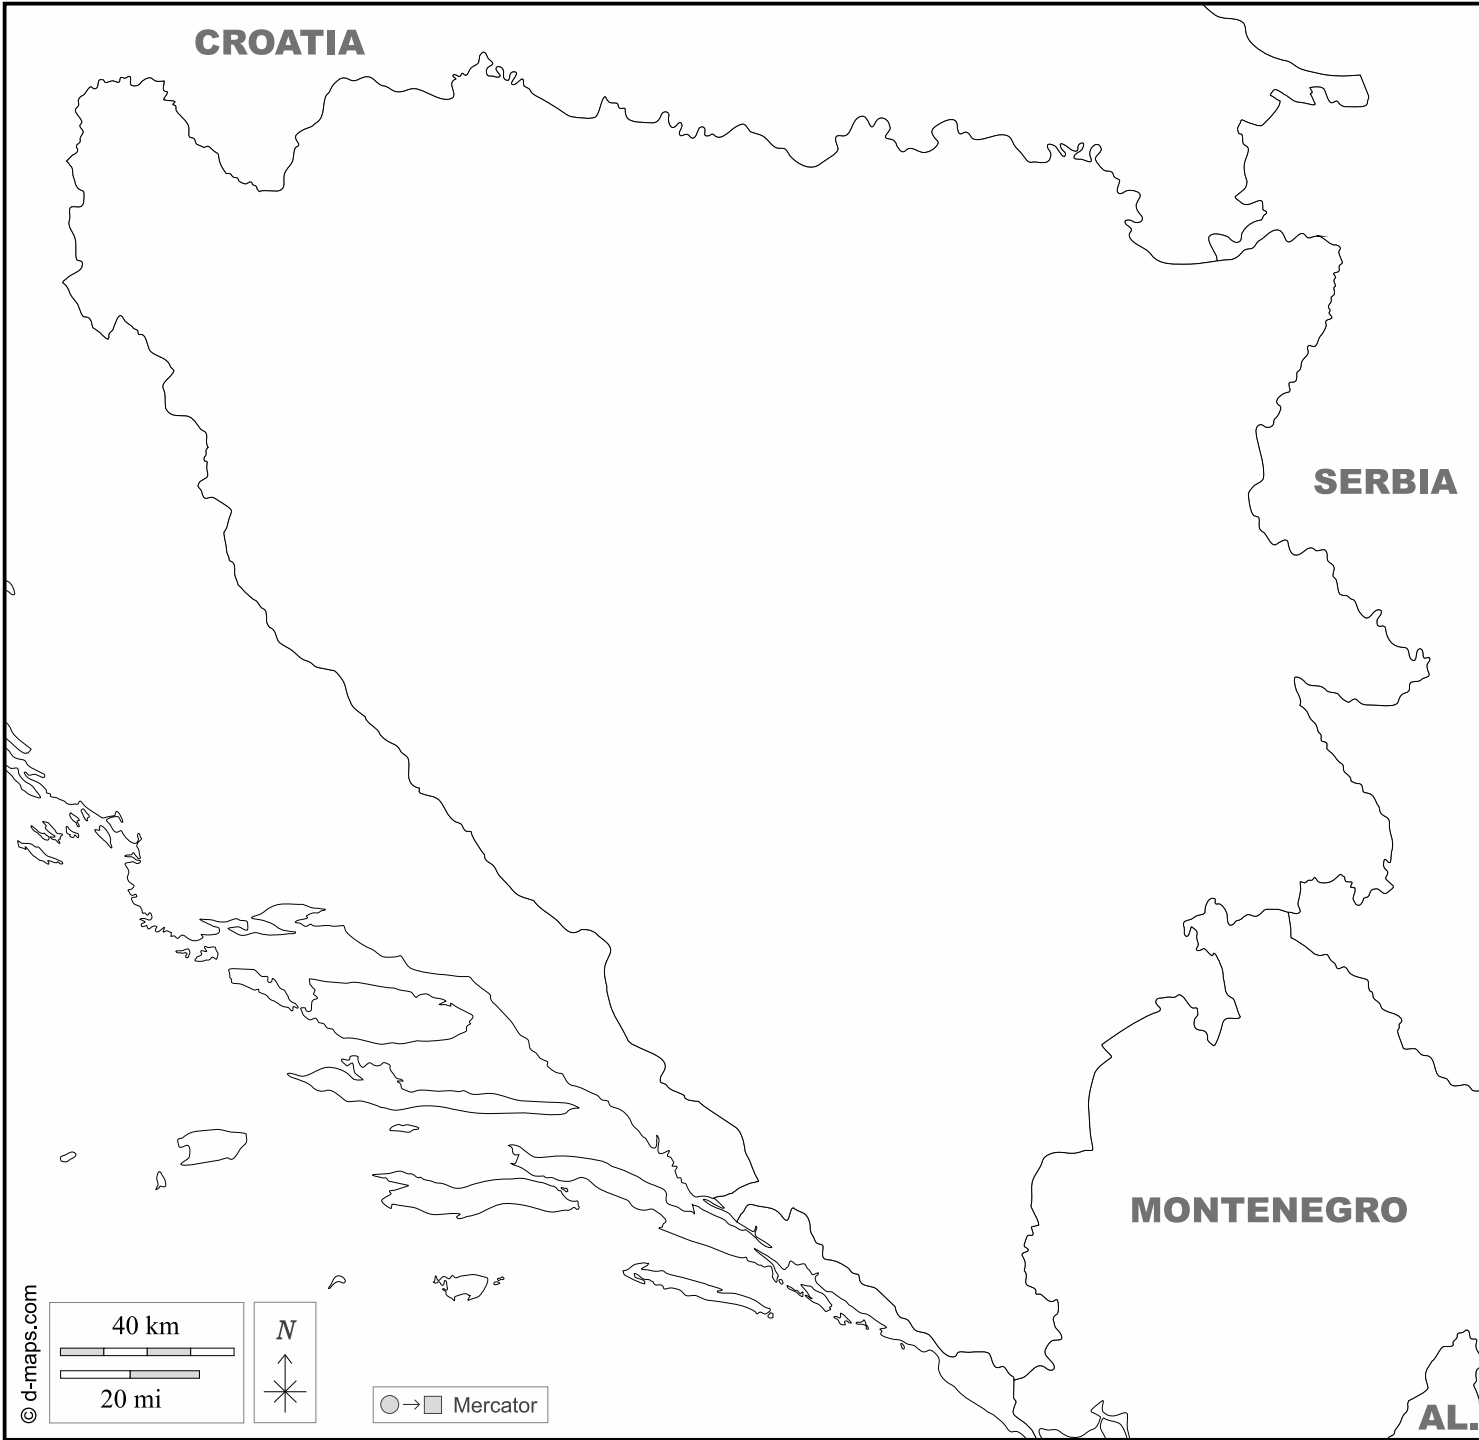 CROATIA
SERBIA
MONTENEGRO
AL.
© d-maps.com
40 km
20 mi
N
Mercator